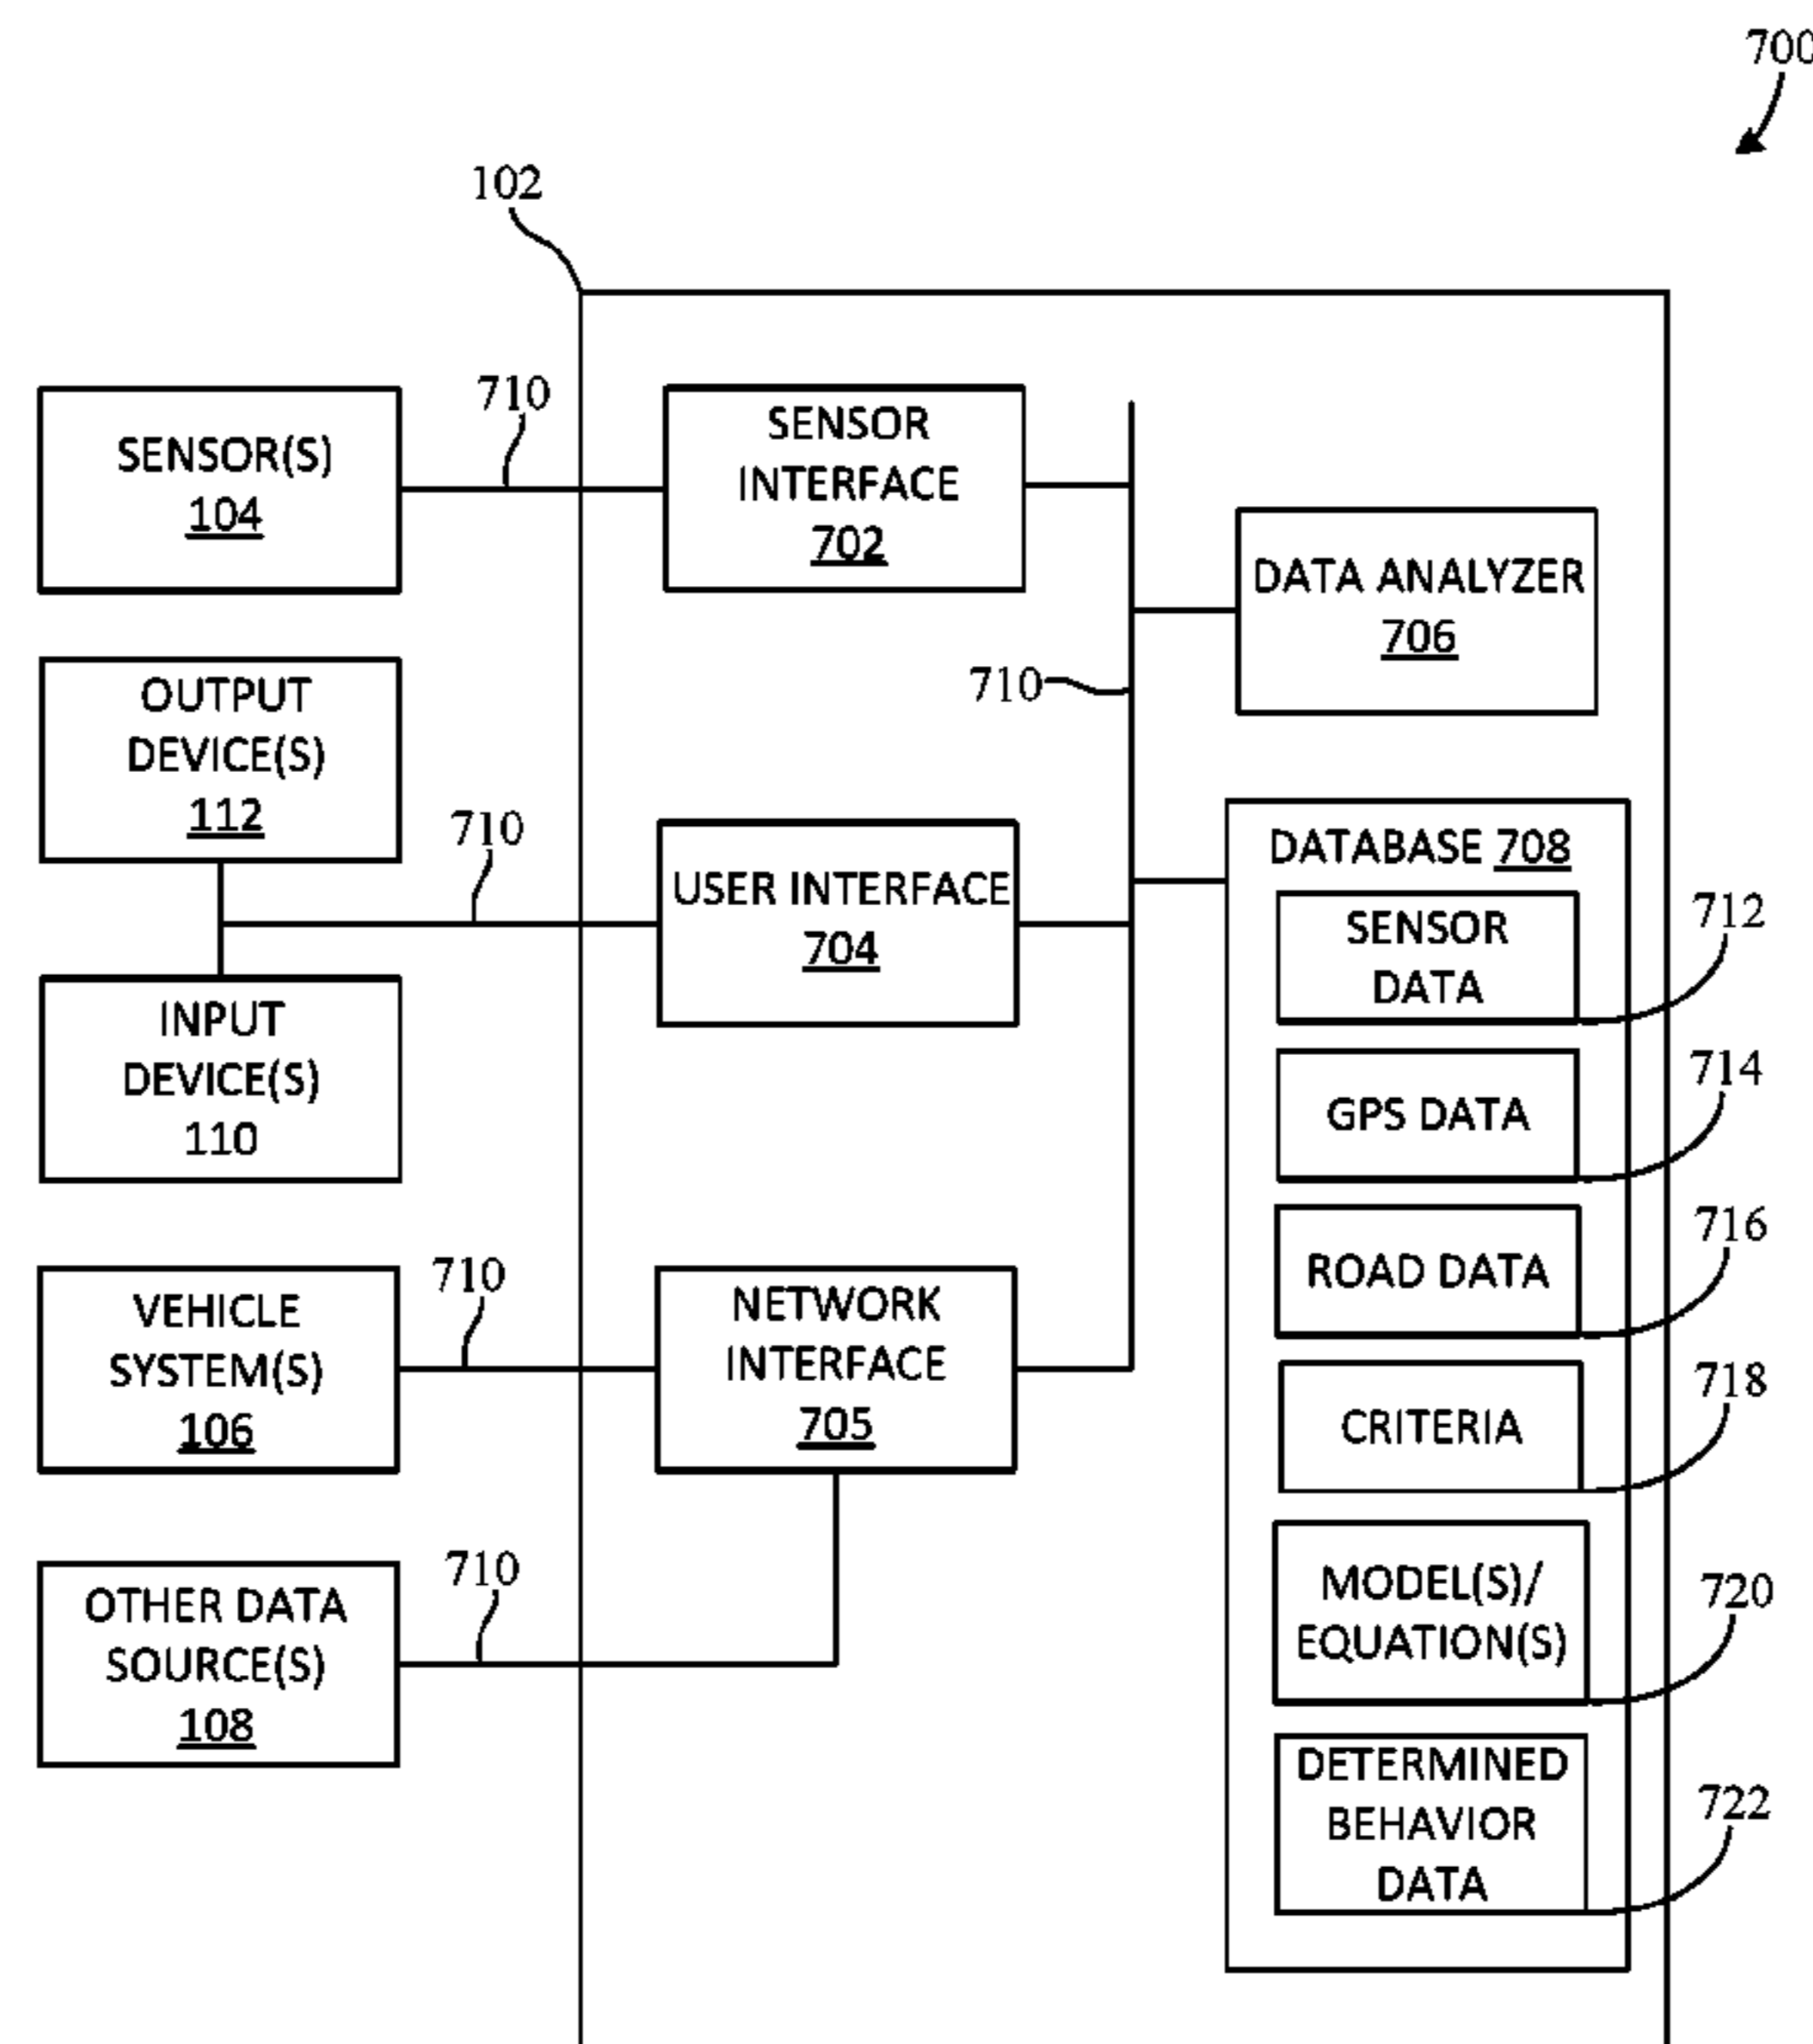 700
102
710
SENSOR(S)
104
SENSOR
INTERFACE
702
DATA ANALYZER
706
710
OUTPUT
DEVICE(S)
112
710
USER INTERFACE
704
INPUT
DEVICE(S)
110
DATABASE 708
SENSOR
DATA
712
GPS DATA
714
ROAD DATA
716
CRITERIA
718
MODEL(S)/
EQUATION(S)
720
DETERMINED
BEHAVIOR
DATA
722
VEHICLE
SYSTEM(S)
106
710
NETWORK
INTERFACE
705
OTHER DATA
SOURCE(S)
108
710